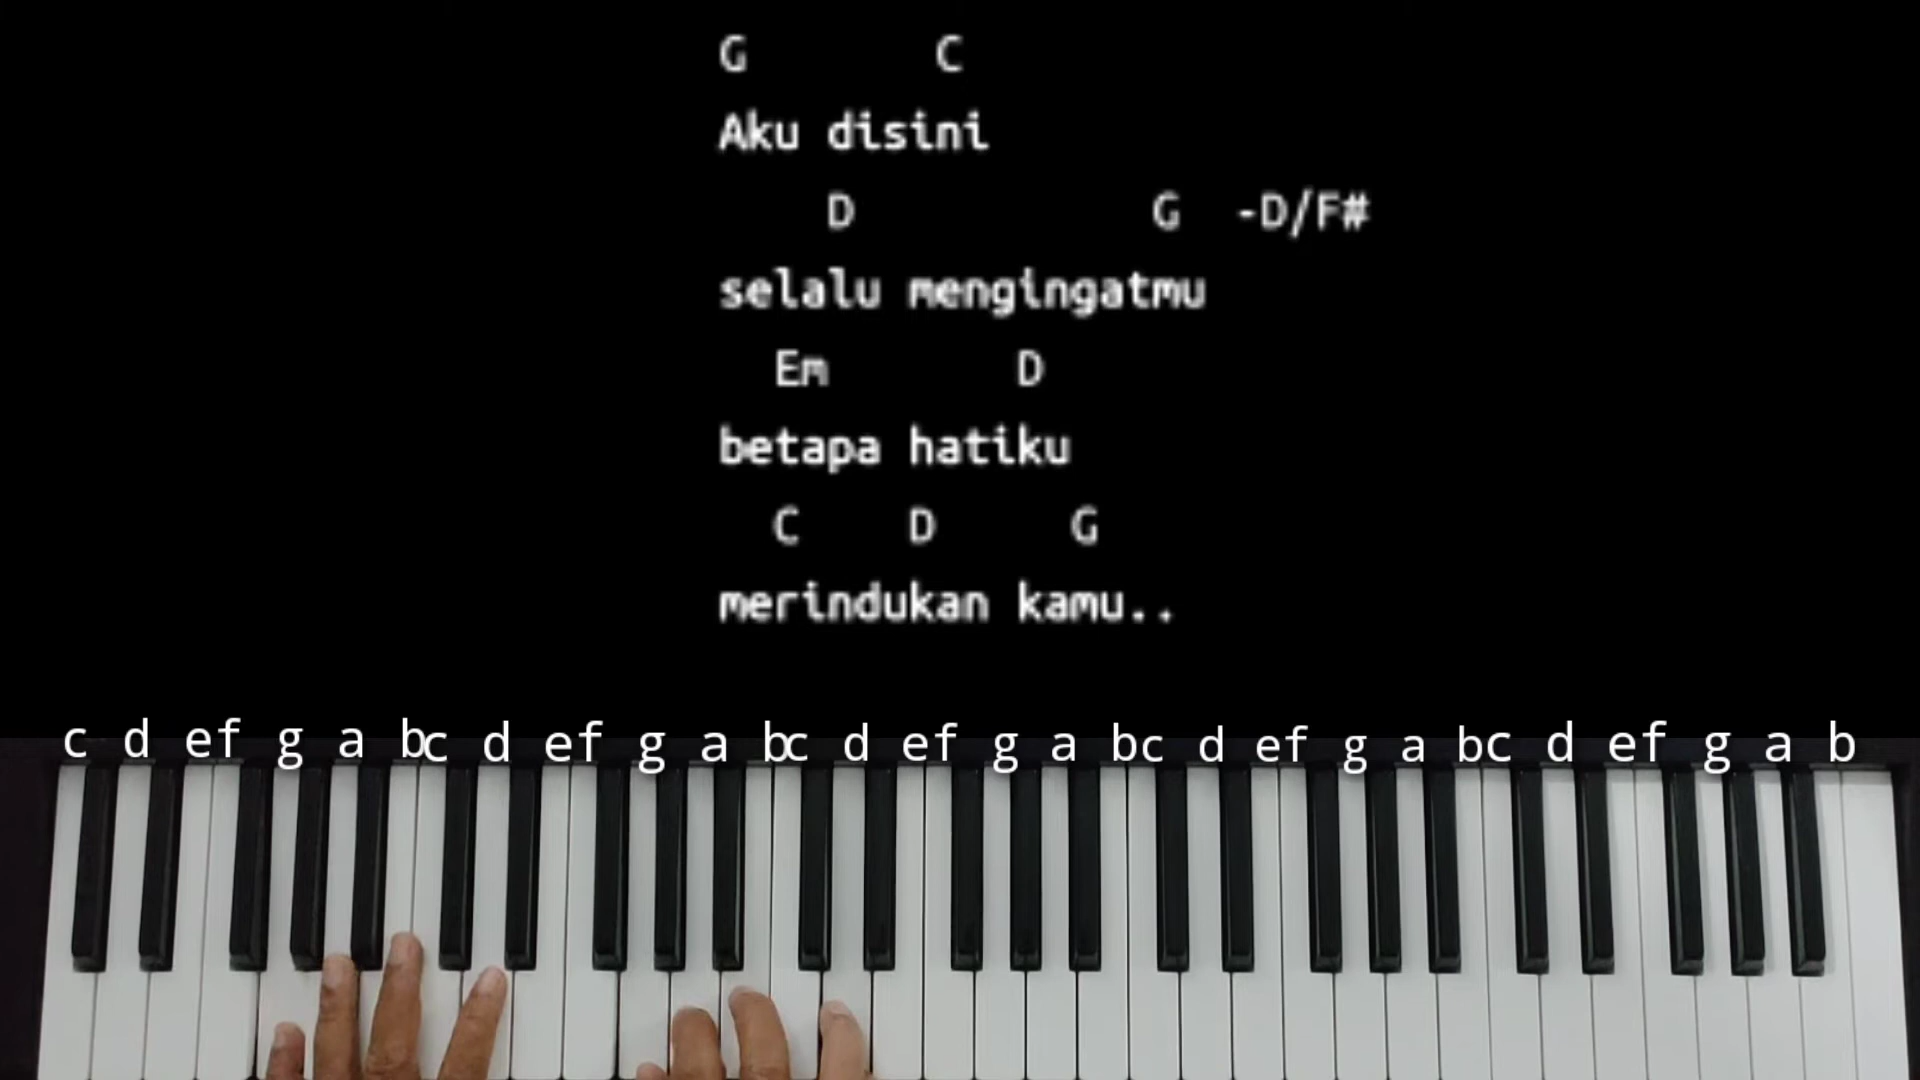 G C
Aku disini
D G -D/F#
selalu mengingatmu
Em D
betapa hatiku
C D G
merindukan kamu..
c d ef g a bc d ef g a bc d ef g a bc d ef g a bc d ef g a b